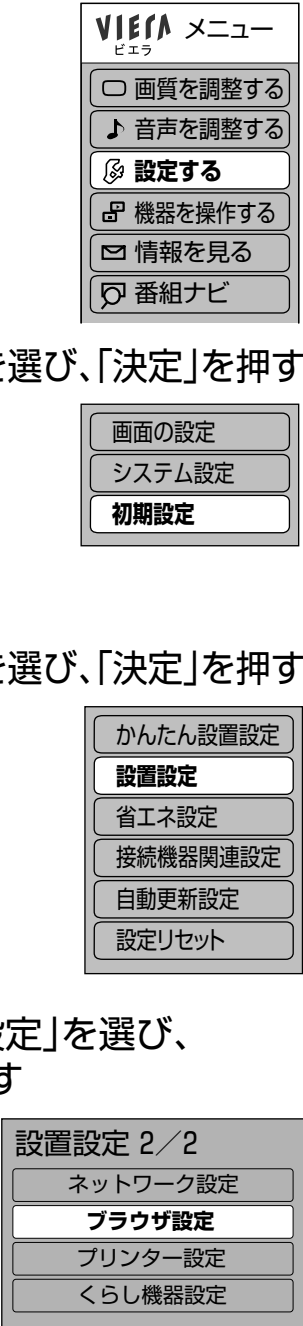 VIERA メニュー
ビエラ
画質を調整する
音声を調整する
設定する
機器を操作する
情報を見る
番組ナビ
を選び、「決定」を押す
画面の設定
システム設定
初期設定
を選び、「決定」を押す
かんたん設置設定
設置設定
省エネ設定
接続機器関連設定
自動更新設定
設定リセット
定」を選び、
す
設置設定 2／2
ネットワーク設定
ブラウザ設定
プリンター設定
くらし機器設定